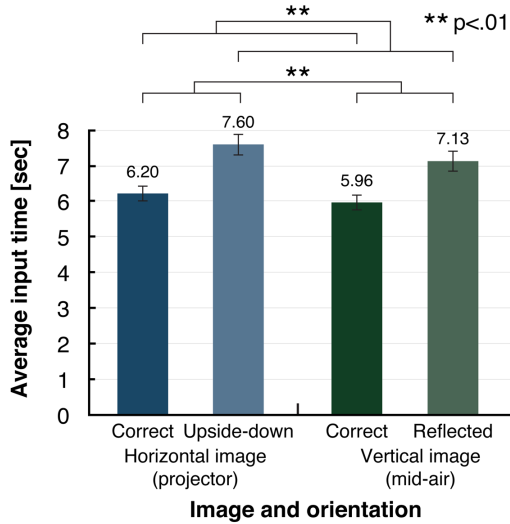 **
** p<.01
**
Average input time [sec]
8
7
6
5
4
3
2
1
0
6.20
7.60
5.96
7.13
Correct Upside-down Correct Reflected
Horizontal image Vertical image
(projector) (mid-air)
Image and orientation